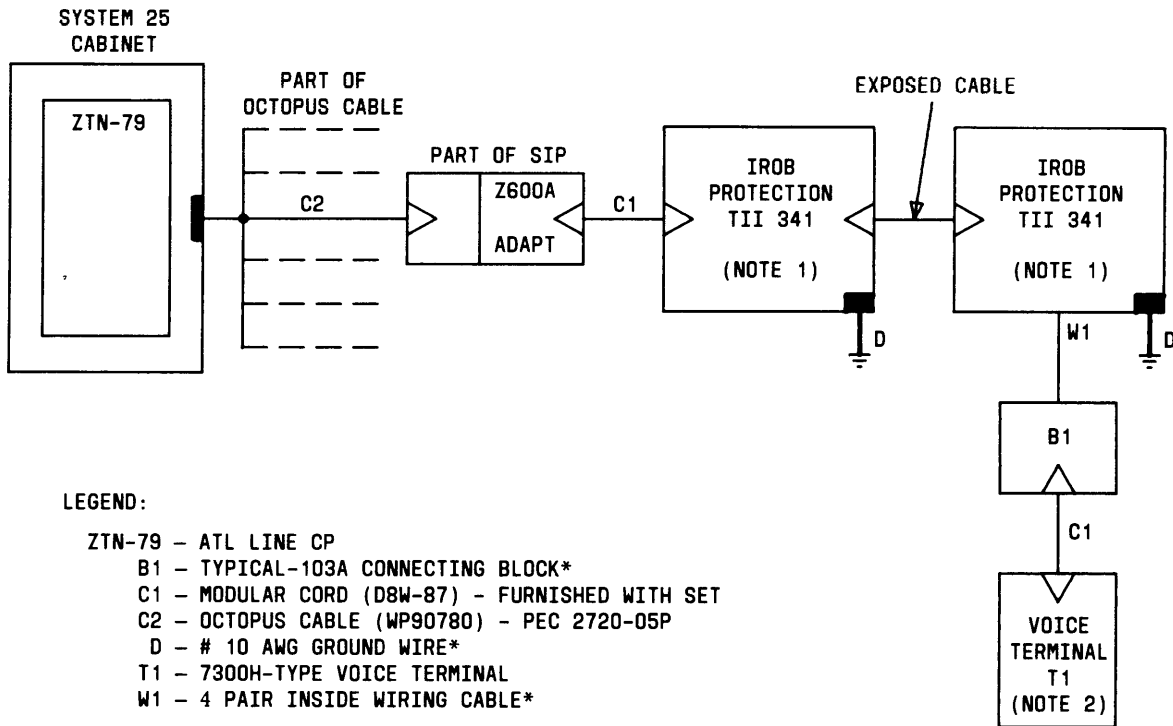 SYSTEM 25
CABINET
ZTN-79
PART OF
OCTOPUS CABLE
C2
PART OF SIP
Z600A
ADAPT
C1
IROB
PROTECTION
TII 341
(NOTE 1)
D
EXPOSED CABLE
IROB
PROTECTION
TII 341
(NOTE 1)
D
W1
B1
C1
VOICE
TERMINAL
T1
(NOTE 2)
LEGEND:
ZTN-79 – ATL LINE CP
B1 – TYPICAL-103A CONNECTING BLOCK*
C1 – MODULAR CORD (D8W-87) – FURNISHED WITH SET
C2 – OCTOPUS CABLE (WP90780) – PEC 2720-05P
D – # 10 AWG GROUND WIRE*
T1 – 7300H-TYPE VOICE TERMINAL
W1 – 4 PAIR INSIDE WIRING CABLE*